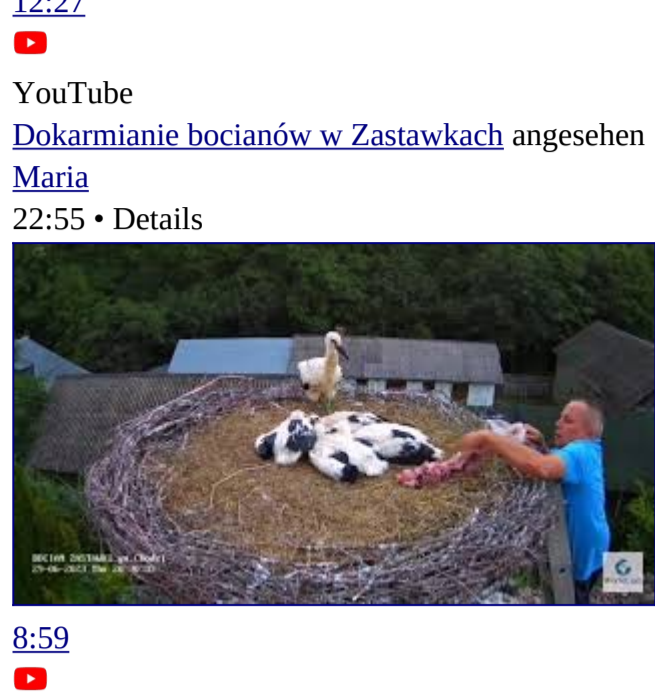 12:27
YouTube
Dokarmianie bocianów w Zastawkach angesehen
Maria
22:55 • Details
8:59